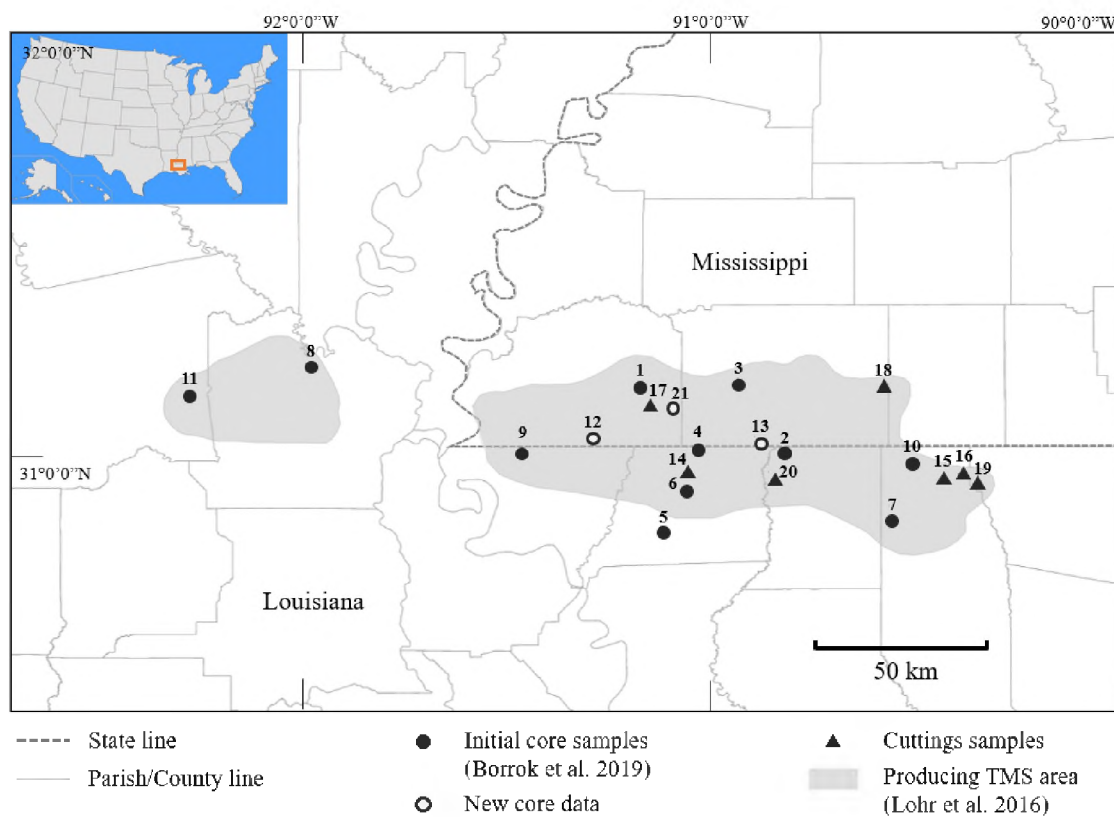 92°0'0”W
91°0'0”W
90°0'0”W
32°0'0”N
Mississippi
8
11
1
3
18
17
21
12
13
9
4
2
10
14
20
15
16
19
6
7
5
31°0'0”N
Louisiana
50 km
State line
Parish/County line
Initial core samples
(Borrok et al. 2019)
New core data
Cuttings samples
Producing TMS area
(Lohr et al. 2016)